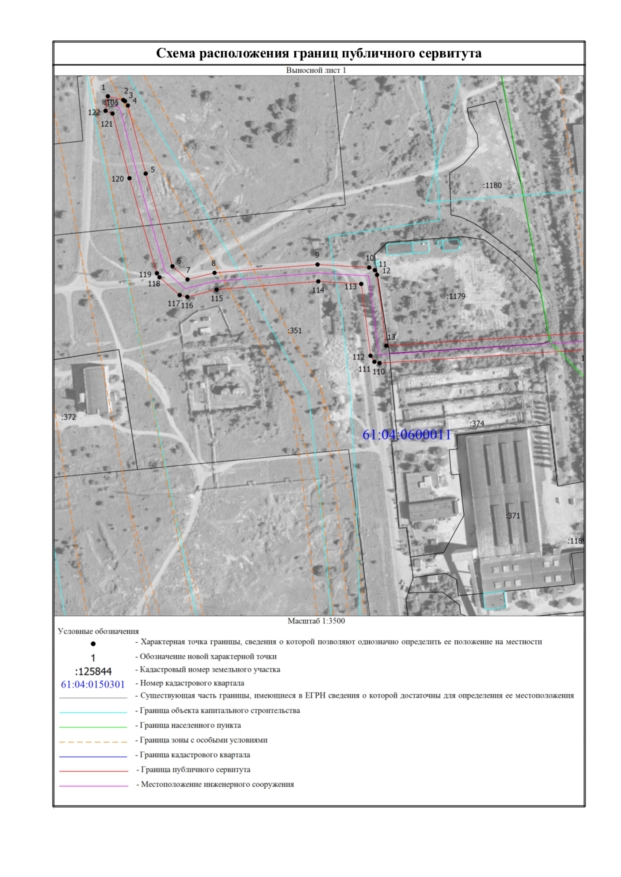 Схема расположения границ публичного сервитута
Выносной лист 1
1
2
3
4
122
121
5
120
:1180
6
7
8
9
10
11
12
119
118
117
116
115
114
113
:1179
:351
13
112
111
110
:372
61:04:0600011
:374
:371
:118
Масштаб 1:3500
Условные обозначения
- Характерная точка границы, сведения о которой позволяют однозначно определить ее положение на местности
1 - Обозначение новой характерной точки
:125844 - Кадастровый номер земельного участка
61:04:0150301 - Номер кадастрового квартала
- Существующая часть границы, имеющиеся в ЕГРН сведения о которой достаточны для определения ее местоположения
- Граница объекта капитального строительства
- Граница населенного пункта
- Граница зоны с особыми условиями
- Граница кадастрового квартала
- Граница публичного сервитута
- Местоположение инженерного сооружения